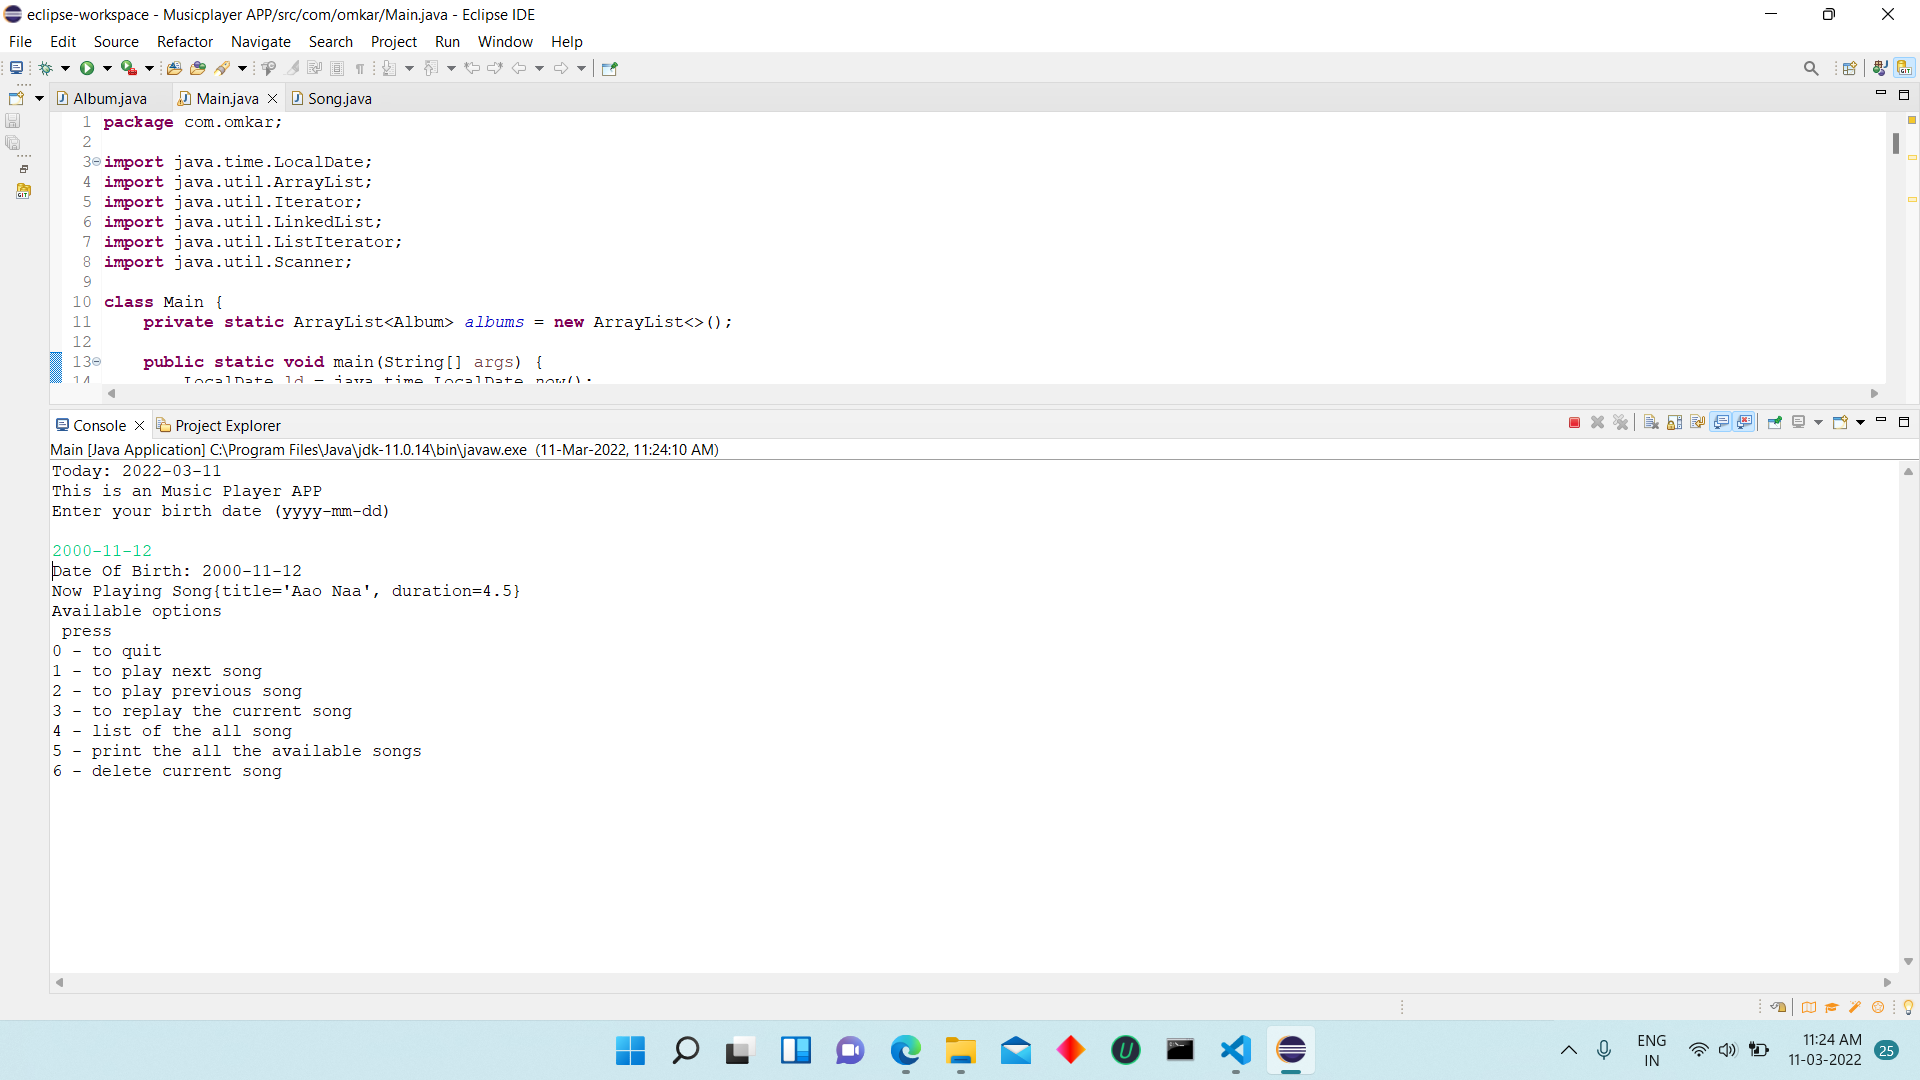 eclipse-workspace - Musicplayer APP/src/com/omkar/Main.java - Eclipse IDE
File Edit Source Refactor Navigate Search Project Run Window Help
Album.java Main.java Song.java
1 package com.omkar;
2
3 import java.time.LocalDate;
4 import java.util.ArrayList;
5 import java.util.Iterator;
6 import java.util.LinkedList;
7 import java.util.ListIterator;
8 import java.util.Scanner;
9
10 class Main {
11 private static ArrayList<Album> albums = new ArrayList<>();
12
13 public static void main(String[] args) {
14 LocalDate ld = java.time.LocalDate.now();
Console Project Explorer
Main [Java Application] C:\Program Files\Java\jdk-11.0.14\bin\javaw.exe (11-Mar-2022, 11:24:10 AM)
Today: 2022-03-11
This is an Music Player APP
Enter your birth date (yyyy-mm-dd)
2000-11-12
Date Of Birth: 2000-11-12
Now Playing Song{title='Aao Naa', duration=4.5}
Available options
press
0 - to quit
1 - to play next song
2 - to play previous song
3 - to replay the current song
4 - list of the all song
5 - print the all the available songs
6 - delete current song
ENG
IN
11:24 AM
11-03-2022
25